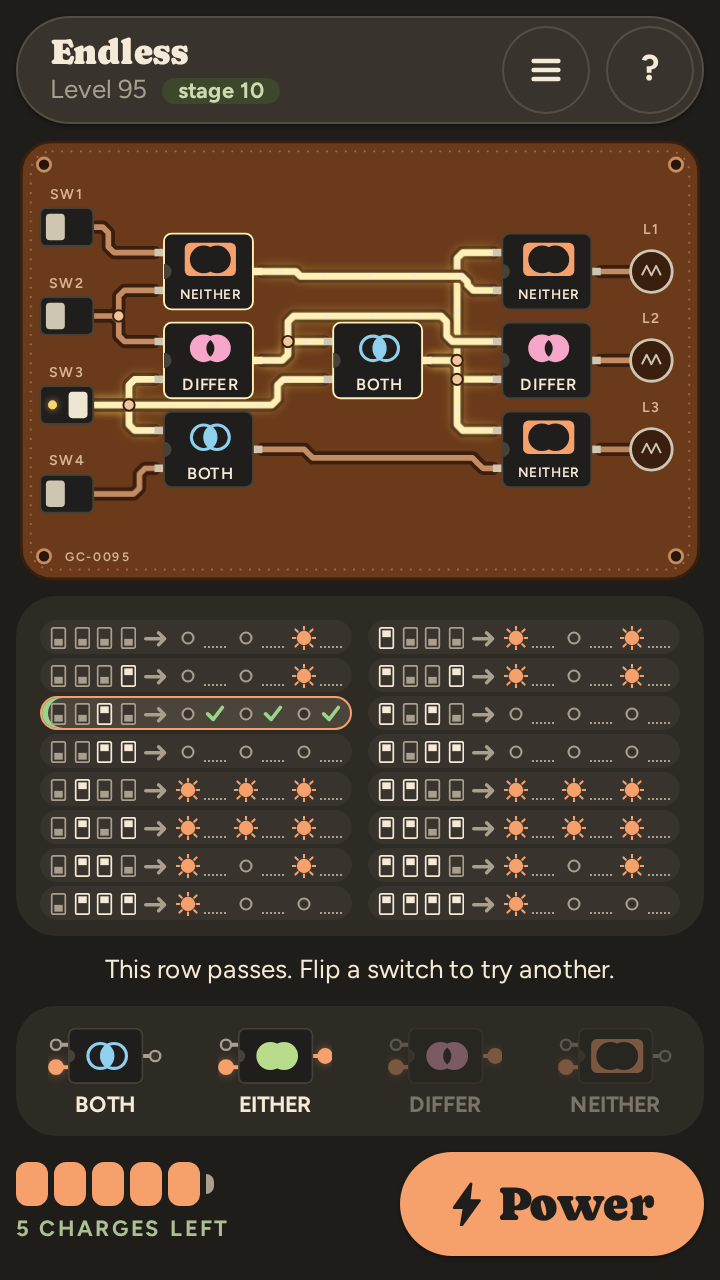 Endless
Level 95 stage 10
?
SW1
SW2
SW3
SW4
L1
L2
L3
NEITHER
NEITHER
DIFFER
BOTH
DIFFER
BOTH
NEITHER
GC-0095
This row passes. Flip a switch to try another.
BOTH
EITHER
DIFFER
NEITHER
5 CHARGES LEFT
Power